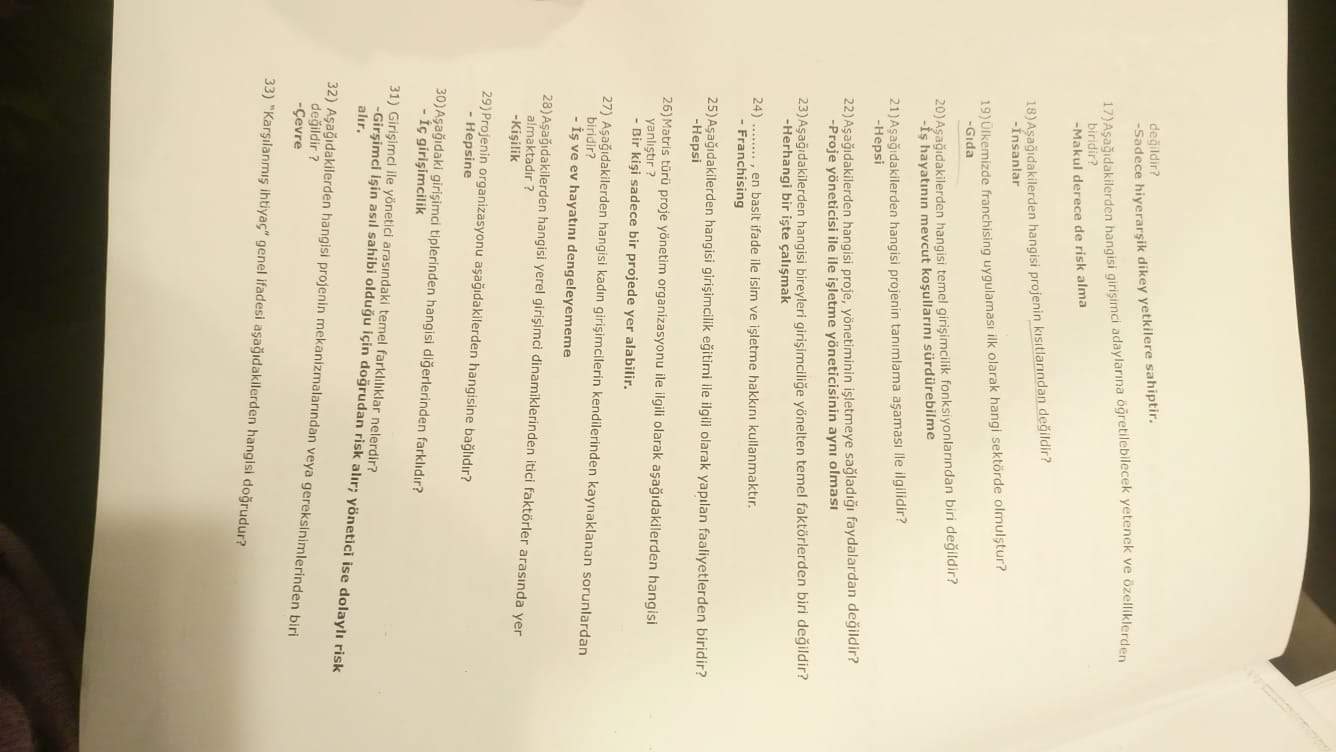 değildir?
-Sadece hiyerarşik dikey yetkilere sahiptir.
17)Aşağıdakilerden hangisi girişimci adaylarına öğretilebilecek yetenek ve özelliklerden
biridir?
-Makul derece de risk alma
18)Aşağıdakilerden hangisi projenin kısıtlarından değildir?
-İnsanlar
19)Ülkemizde franchising uygulaması ilk olarak hangi sektörde olmulştur?
-Gıda
20)Aşağıdakilerden hangisi temel girişimcilik fonksiyonlarından biri değildir?
-İş hayatının mevcut koşullarını sürdürebilme
21)Aşağıdakilerden hangisi projenin tanımlama aşaması ile ilgilidir?
-Hepsi
22)Aşağıdakilerden hangisi proje, yönetiminin işletmeye sağladığı faydalardan değildir?
-Proje yöneticisi ile ile işletme yöneticisinin aynı olması
23)Aşağıdakilerden hangisi bireyleri girişimciliğe yönelten temel faktörlerden biri değildir?
-Herhangi bir işte çalışmak
24) ........ , en basit ifade ile isim ve işletme hakkını kullanmaktır.
- Franchising
25)Aşağıdakilerden hangisi girişimcilik eğitimi ile ilgili olarak yapılan faaliyetlerden biridir?
-Hepsi
26)Matris türü proje yönetim organizasyonu ile ilgili olarak aşağıdakilerden hangisi
yanlıştır ?
- Bir kişi sadece bir projede yer alabilir.
27) Aşağıdakilerden hangisi kadın girişimcilerin kendilerinden kaynaklanan sorunlardan
biridir?
- İş ve ev hayatını dengeleyememe
28)Aşağıdakilerden hangisi yerel girişimci dinamiklerinden itici faktörler arasında yer
almaktadır ?
-Kişilik
29)Projenin organizasyonu aşağıdakilerden hangisine bağlıdır?
- Hepsine
30)Aşağıdaki girişimci tiplerinden hangisi diğerlerinden farklıdır?
- İç girişimcilik
31) Girişimci ile yönetici arasındaki temel farklılıklar nelerdir?
-Girşimci işin asıl sahibi olduğu için doğrudan risk alır; yönetici ise dolaylı risk
alır.
32) Aşağıdakilerden hangisi projenin mekanizmalarından veya gereksinimlerinden biri
değildir ?
-Çevre
33) "Karşılanmış ihtiyaç" genel ifadesi aşağıdakilerden hangisi doğrudur?